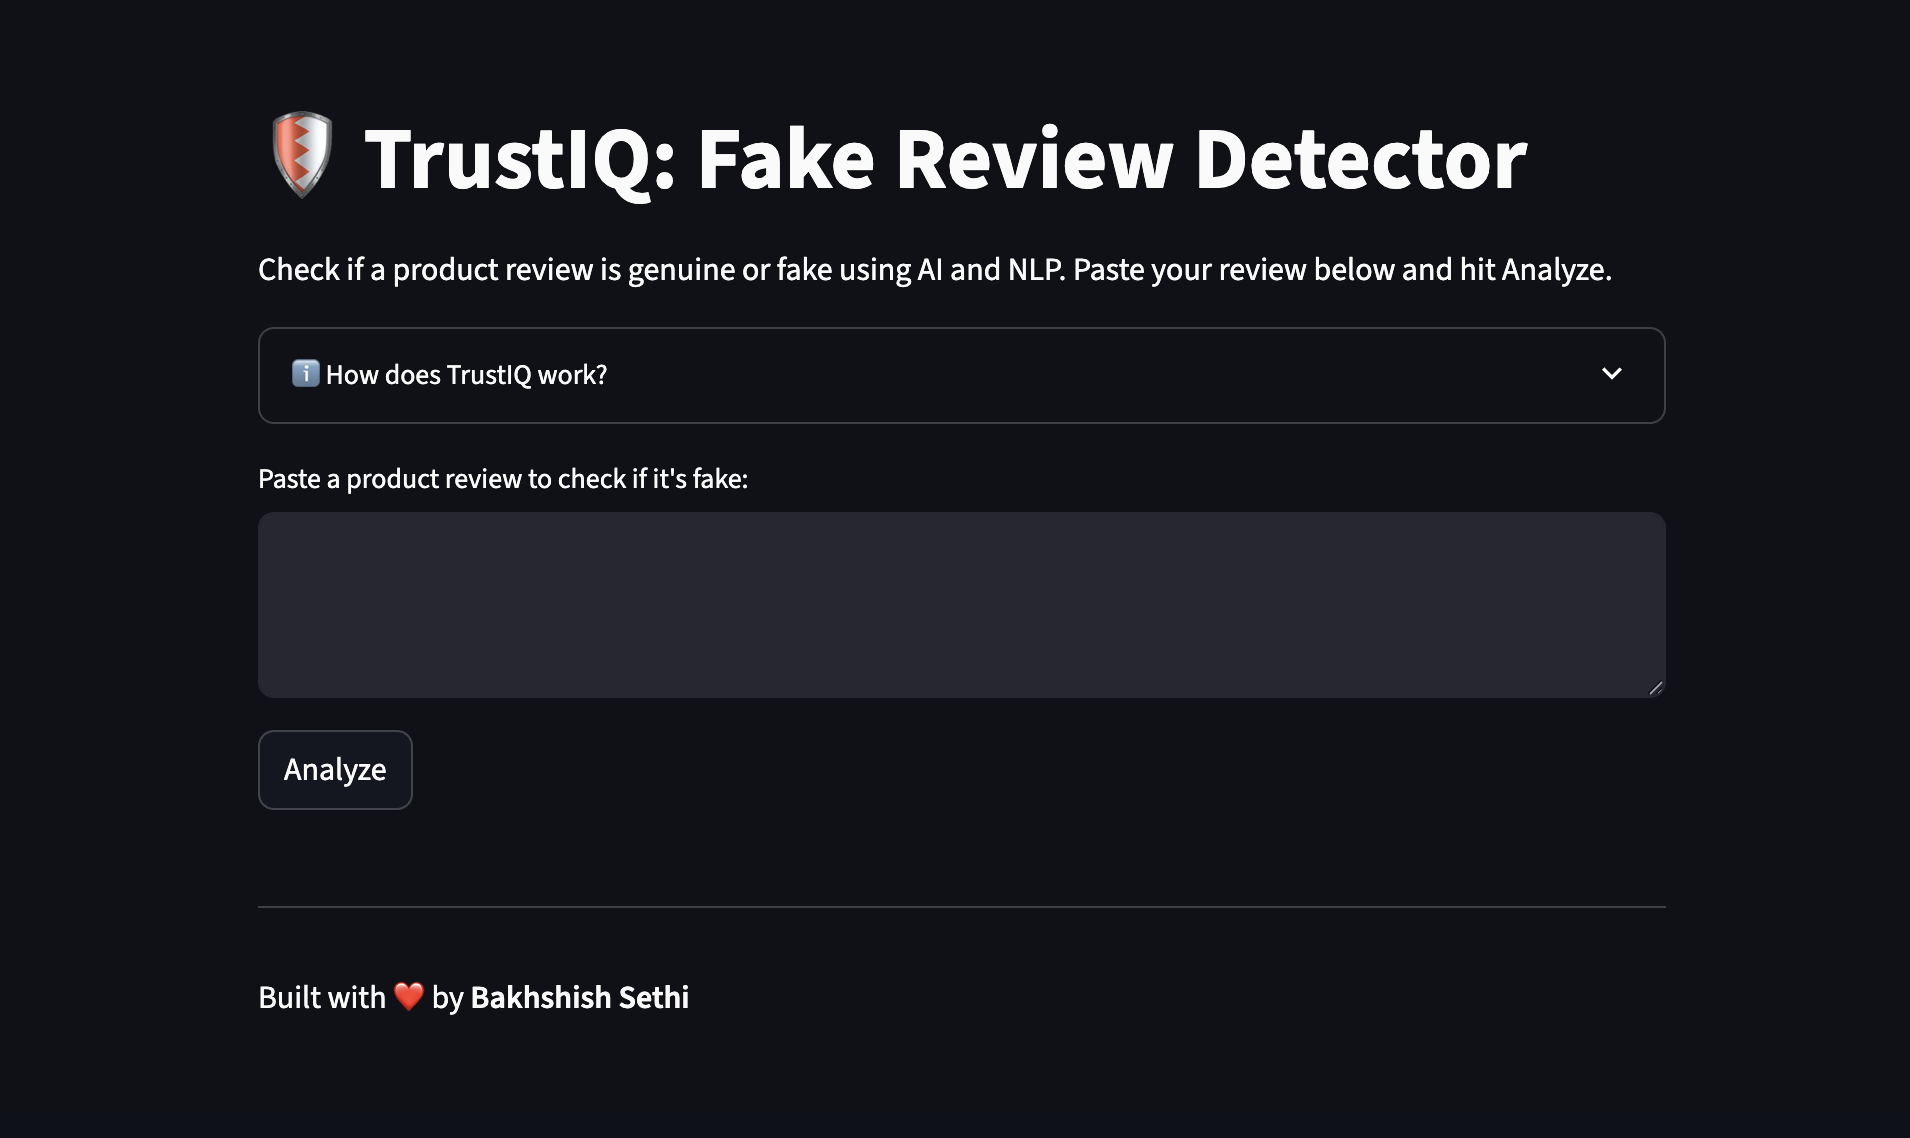 🛡️ TrustIQ: Fake Review Detector
Check if a product review is genuine or fake using AI and NLP. Paste your review below and hit Analyze.
ℹ️ How does TrustIQ work?
Paste a product review to check if it's fake:
Analyze
Built with ❤️ by Bakhshish Sethi